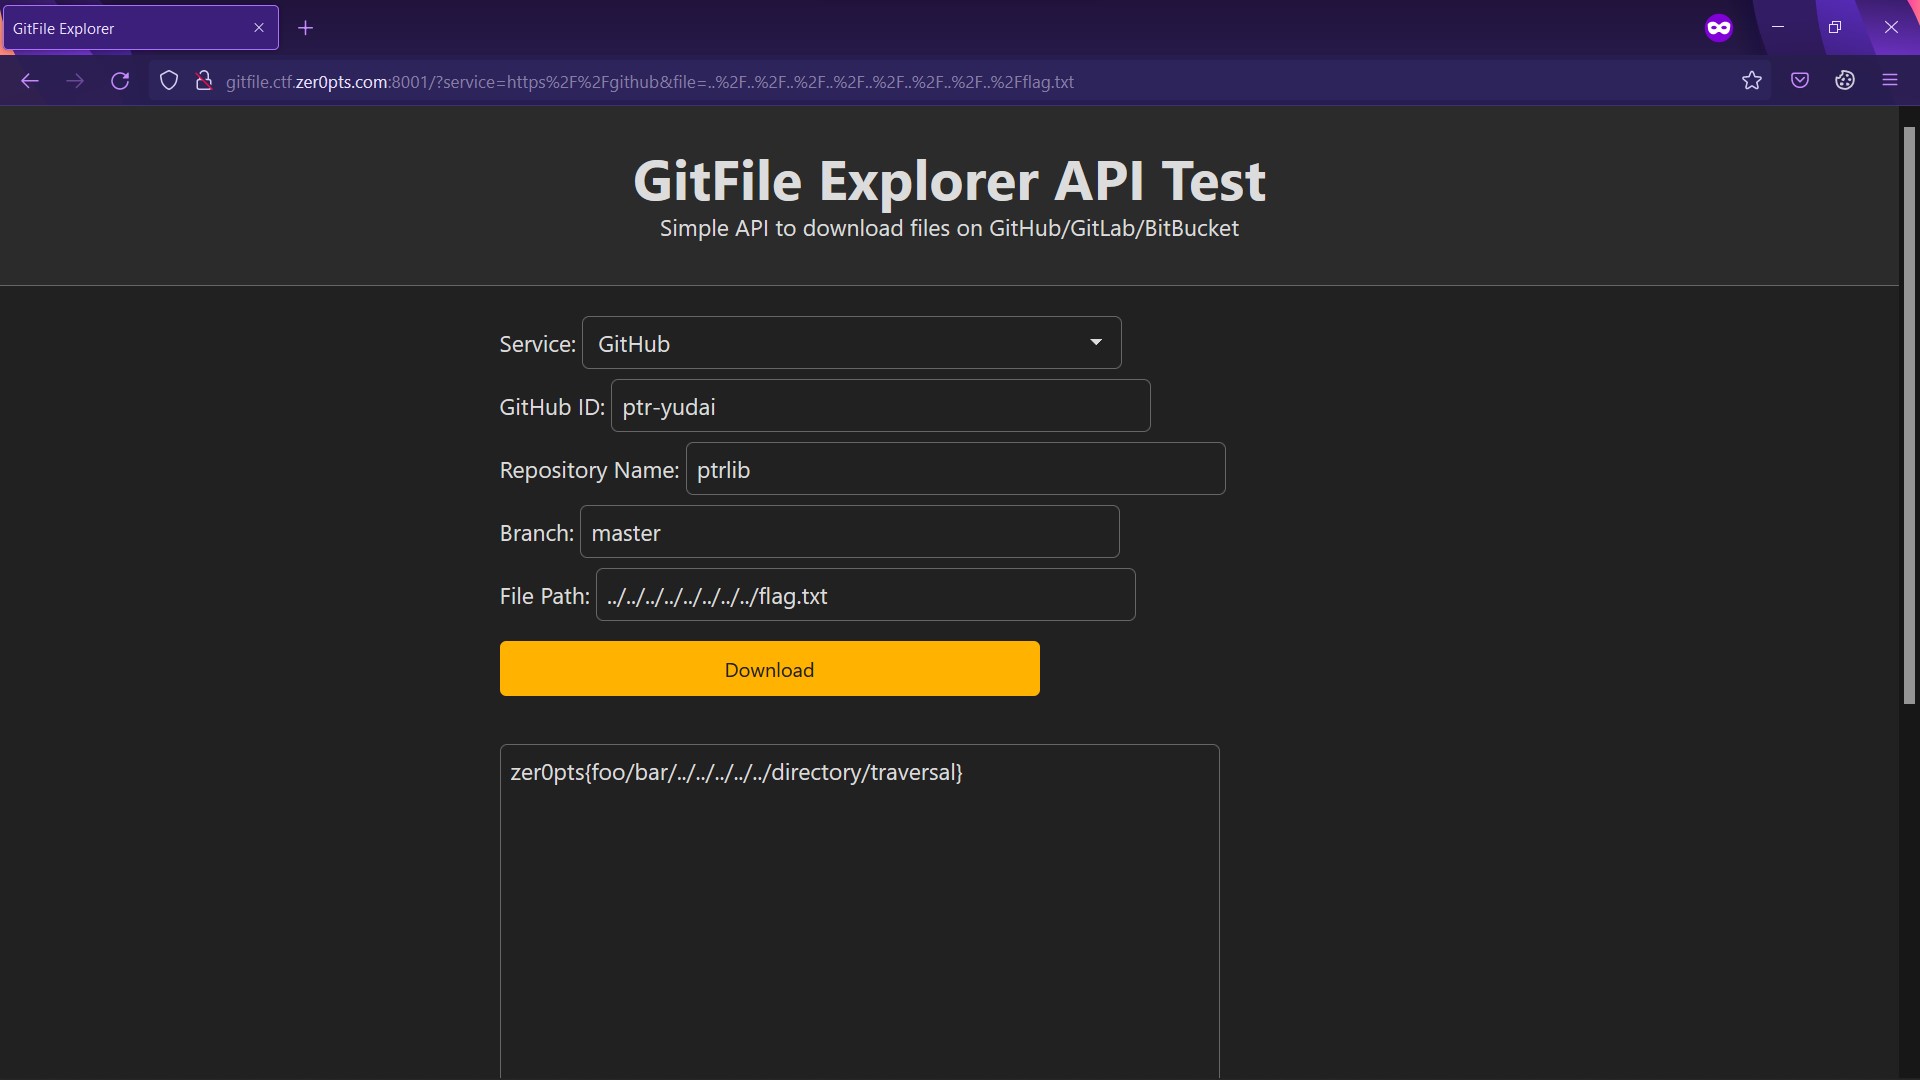 GitFile Explorer
gitfile.ctf.zer0pts.com:8001/?service=https%2F%2Fgithub&file=..%2F..%2F..%2F..%2F..%2F..%2F..%2F..%2Fflag.txt
GitFile Explorer API Test
Simple API to download files on GitHub/GitLab/BitBucket
Service: GitHub
GitHub ID: ptr-yudai
Repository Name: ptrlib
Branch: master
File Path: ../../../../../../../../flag.txt
Download
zer0pts{foo/bar/../../../../../directory/traversal}